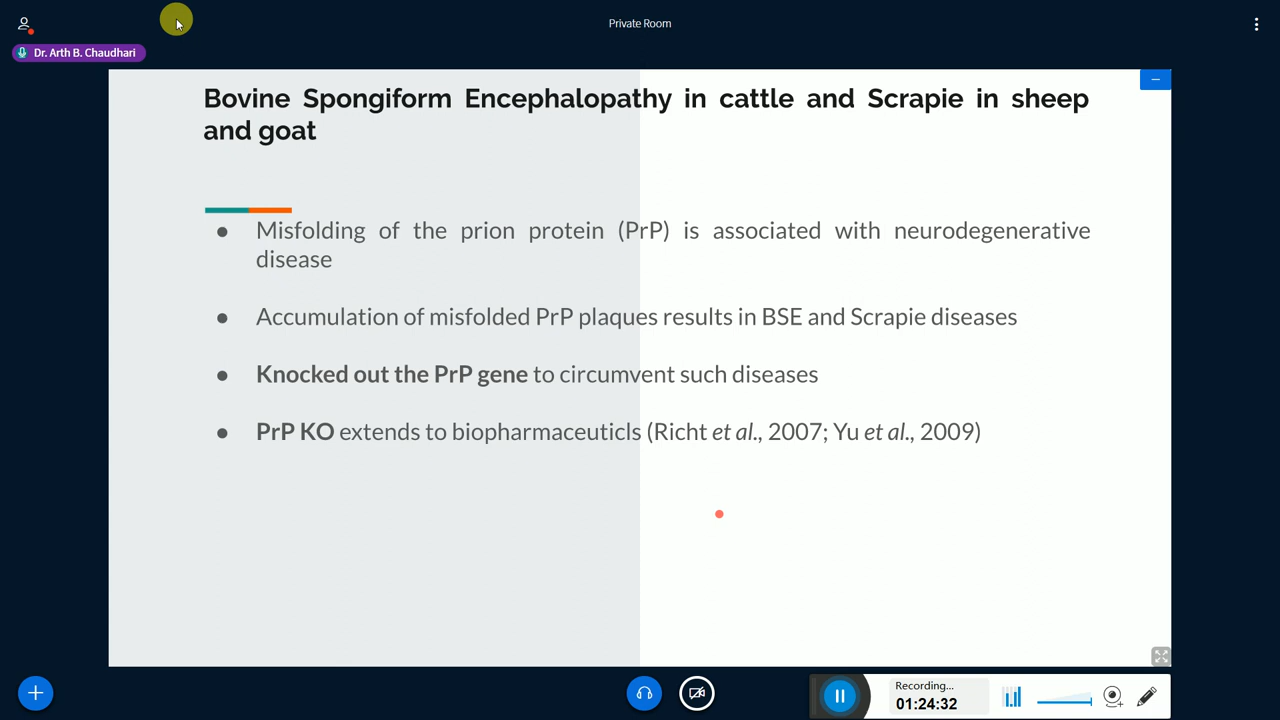 Private Room
Dr. Arth B. Chaudhari
Bovine Spongiform Encephalopathy in cattle and Scrapie in sheep
and goat
● Misfolding of the prion protein (PrP) is associated with neurodegenerative
disease
● Accumulation of misfolded PrP plaques results in BSE and Scrapie diseases
● Knocked out the PrP gene to circumvent such diseases
● PrP KO extends to biopharmaceuticls (Richt et al., 2007; Yu et al., 2009)
Recording...
01:24:32